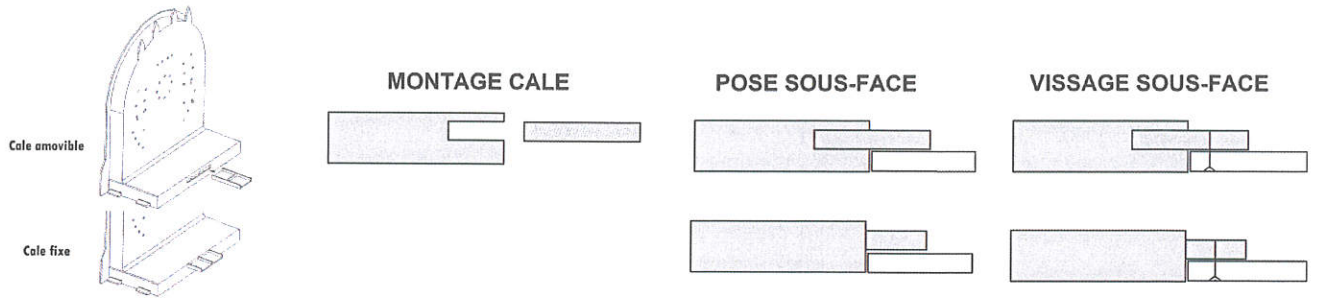 MONTAGE CALE
POSE SOUS-FACE
VISSAGE SOUS-FACE
Cale amovible
Cale fixe